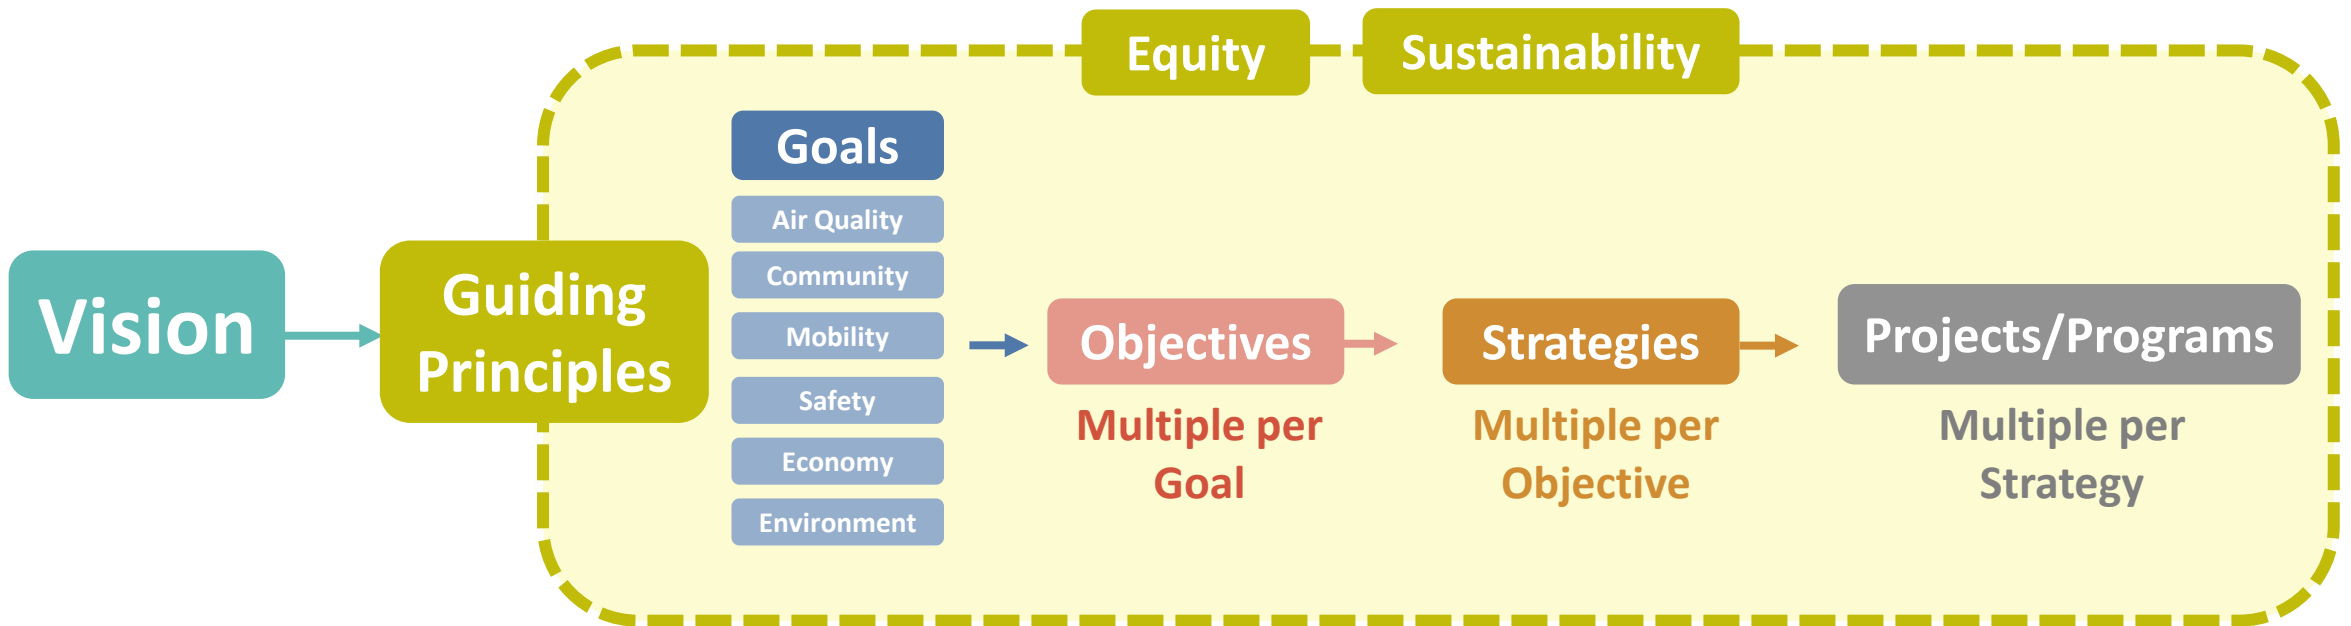 Equity
Sustainability
Vision
Guiding
Principles
Goals
Air Quality
Community
Mobility
Safety
Economy
Environment
Objectives
Multiple per
Goal
Strategies
Multiple per
Objective
Projects/Programs
Multiple per
Strategy